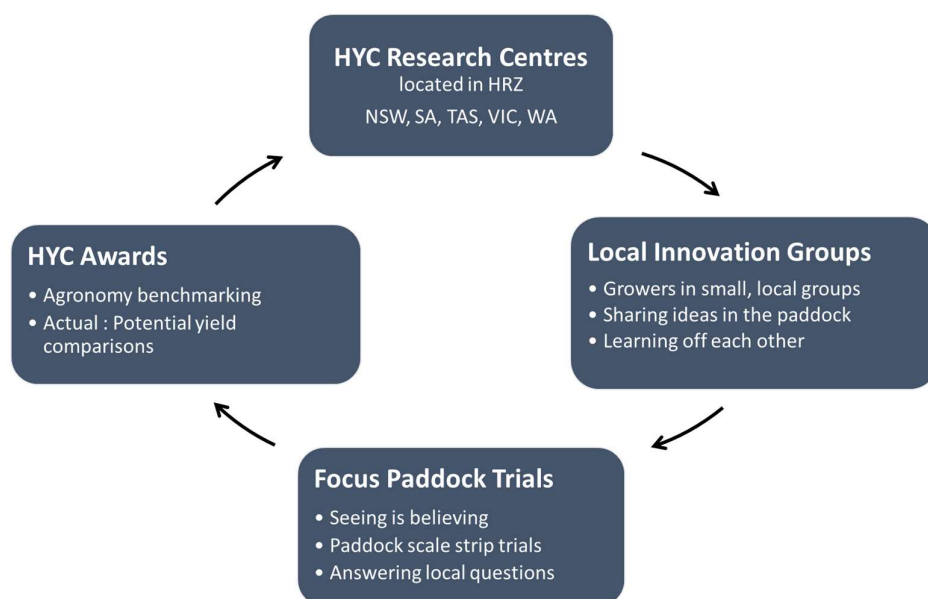 HYC Research Centres
located in HRZ
NSW, SA, TAS, VIC, WA
Local Innovation Groups
• Growers in small, local groups
• Sharing ideas in the paddock
• Learning off each other
Focus Paddock Trials
• Seeing is believing
• Paddock scale strip trials
• Answering local questions
HYC Awards
• Agronomy benchmarking
• Actual : Potential yield
comparisons